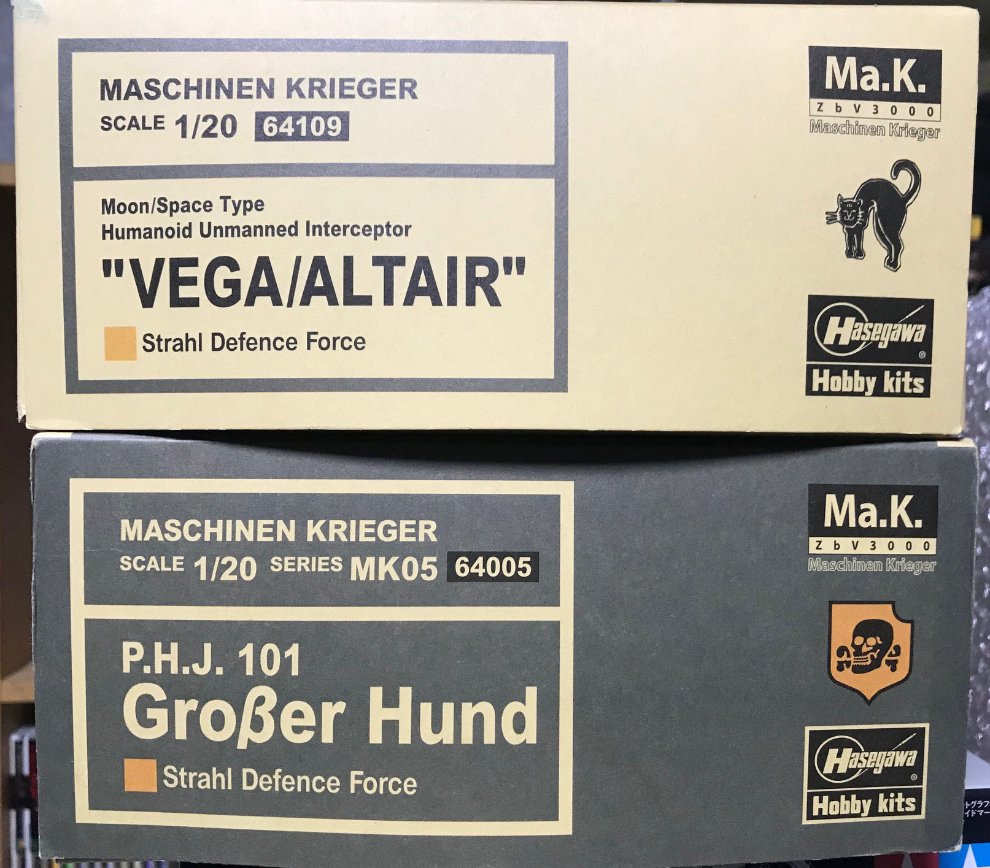 MASCHINEN KRIEGER
SCALE 1/20 64109
Moon/Space Type
Humanoid Unmanned Interceptor
"VEGA/ALTAIR"
Strahl Defence Force
Ma.K.
ZbV3000
Maschinen Krieger
Hasegawa
Hobby kits
MASCHINEN KRIEGER
SCALE 1/20 SERIES MK05 64005
P.H.J. 101
Großer Hund
Strahl Defence Force
Ma.K.
ZbV3000
Maschinen Krieger
Hasegawa
Hobby kits